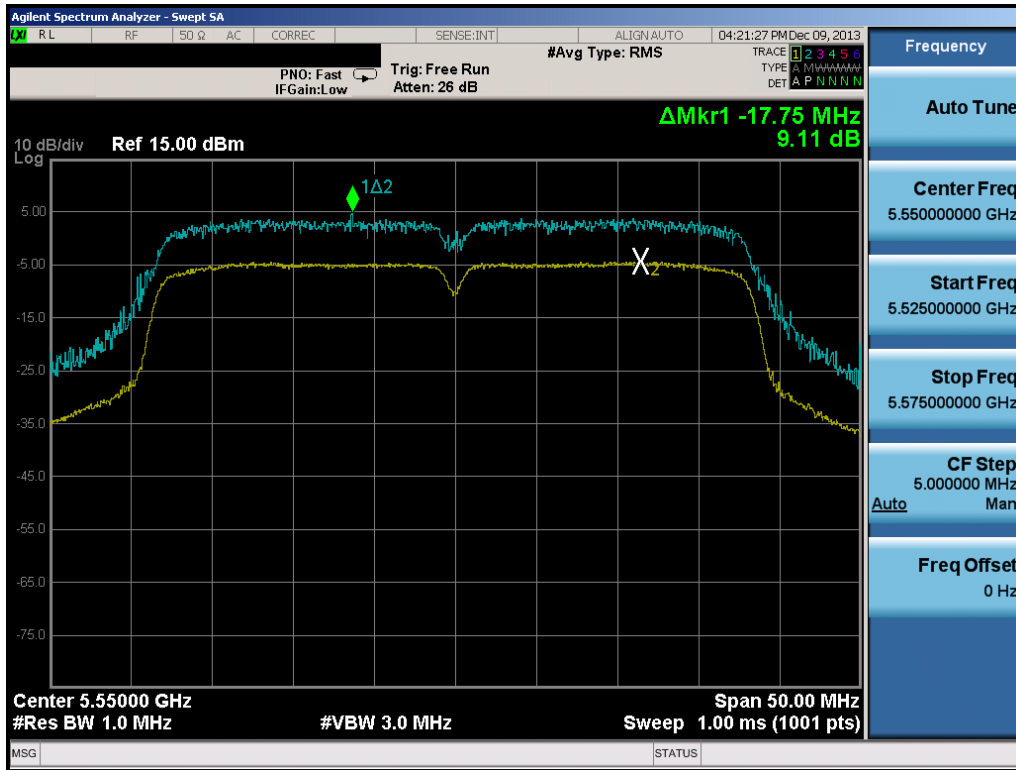 Agilent Spectrum Analyzer - Swept SA
LXI RL RF 50 Ω AC CORREC SENSE:INT ALIGN AUTO 04:21:27 PM Dec 09, 2013
PNO: Fast
IFGain:Low
Trig: Free Run
Atten: 26 dB
#Avg Type: RMS
TRACE 1 2 3 4 5 6
TYPE A MWWWWW
DET A P N N N N
ΔMkr1 -17.75 MHz
9.11 dB
10 dB/div
Log
Ref 15.00 dBm
1Δ2
5.00
-5.00
X2
-15.0
-25.0
-35.0
-45.0
-55.0
-65.0
-75.0
Center 5.55000 GHz
Span 50.00 MHz
#Res BW 1.0 MHz
#VBW 3.0 MHz
Sweep 1.00 ms (1001 pts)
MSG
STATUS
Frequency
Auto Tune
Center Freq
5.550000000 GHz
Start Freq
5.525000000 GHz
Stop Freq
5.575000000 GHz
CF Step
5.000000 MHz
Auto Man
Freq Offset
0 Hz